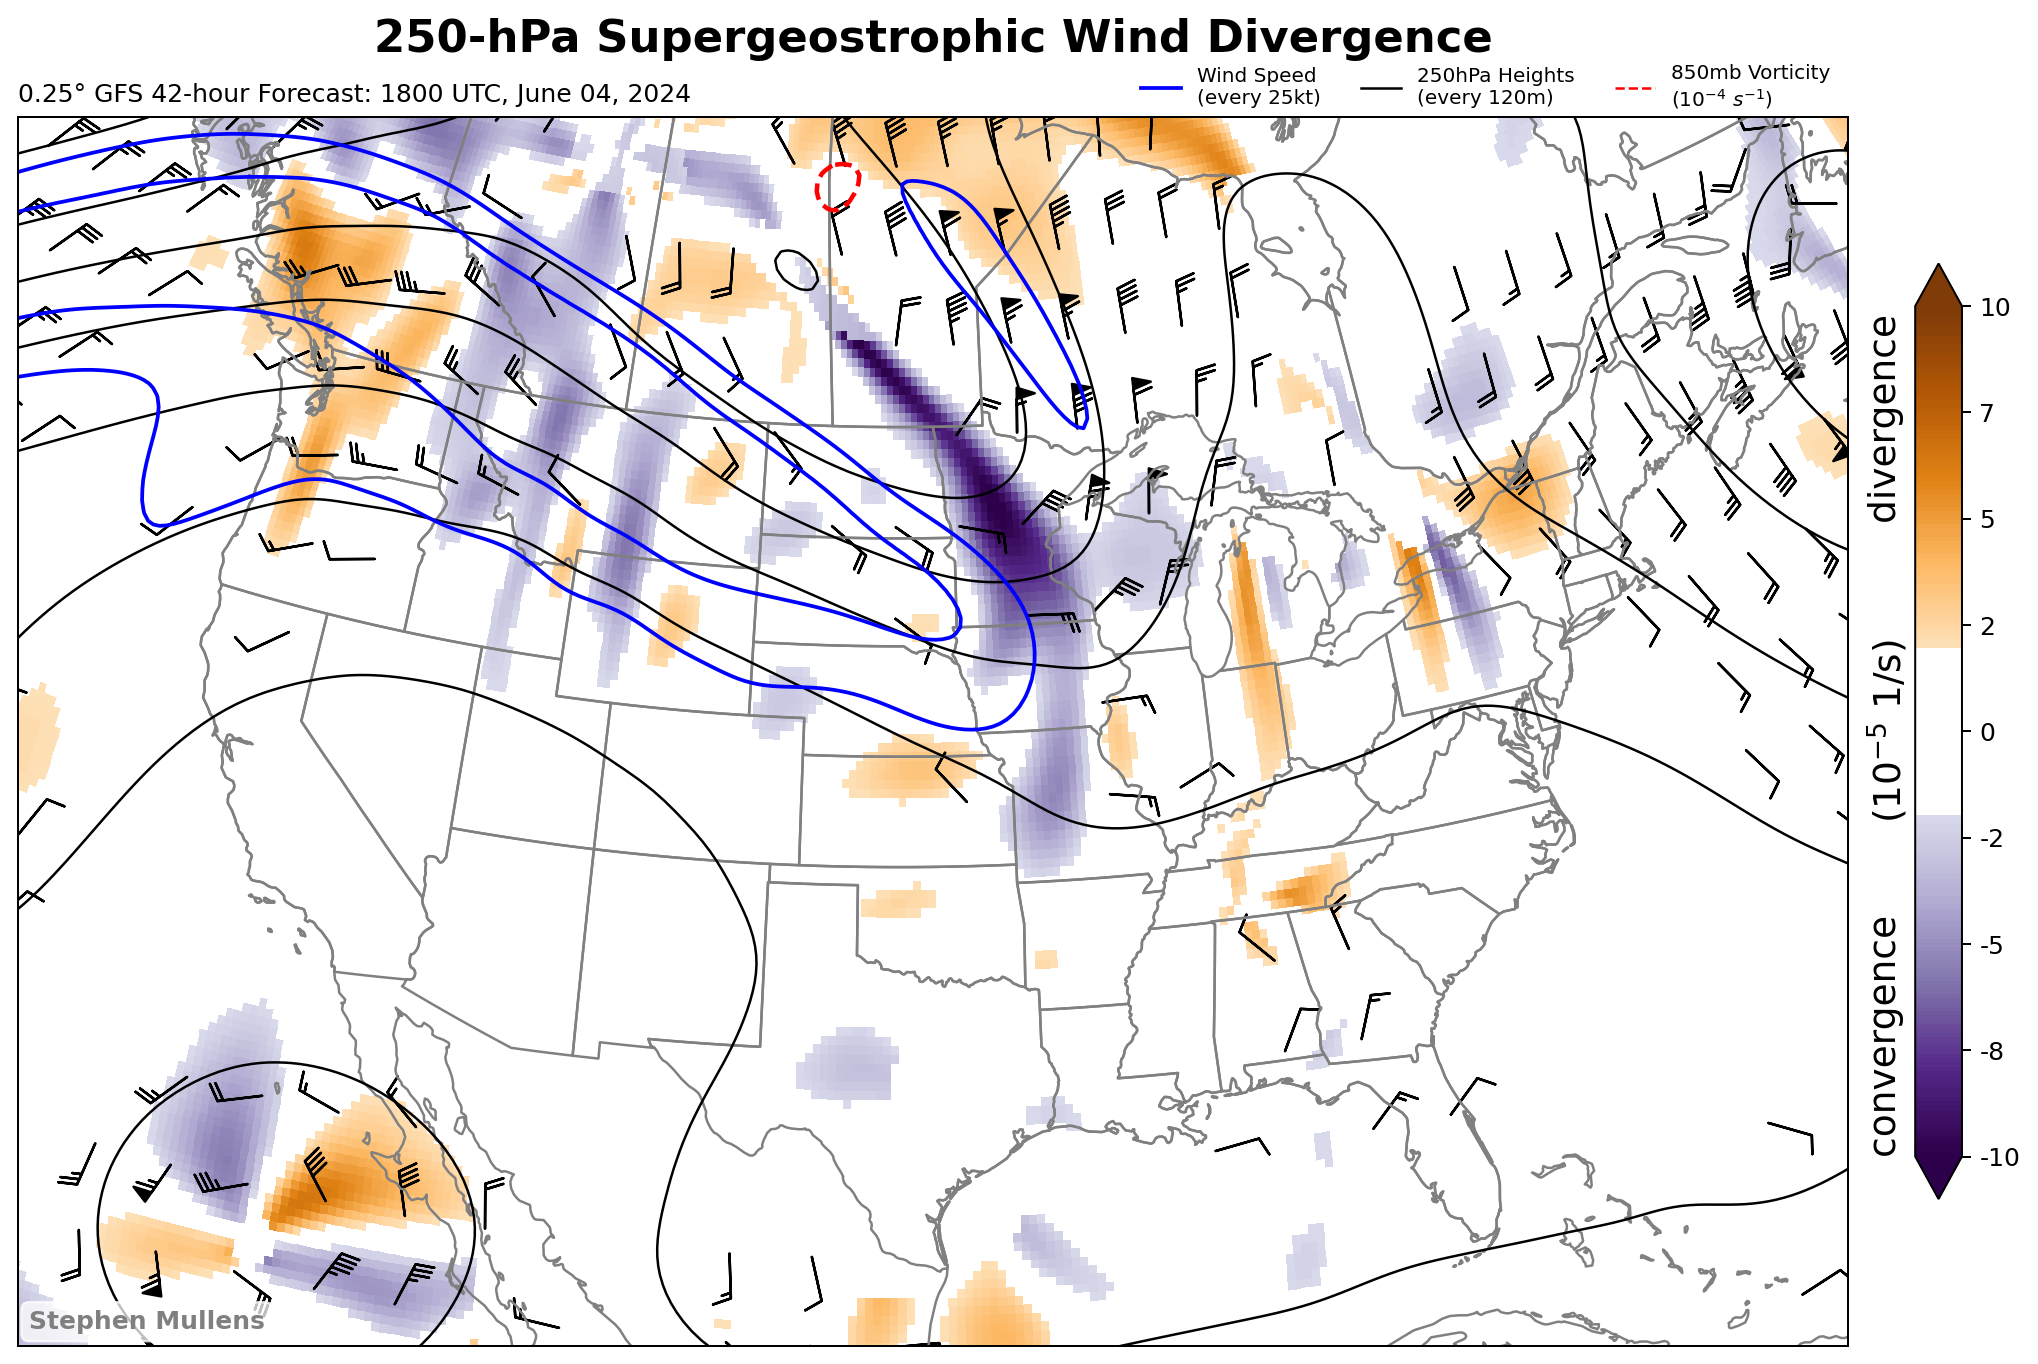 250-hPa Supergeostrophic Wind Divergence
0.25° GFS 42-hour Forecast: 1800 UTC, June 04, 2024
Wind Speed
(every 25kt)
250hPa Heights
(every 120m)
850mb Vorticity
(10⁻⁴ s⁻¹)
10
7
5
2
0
-2
-5
-8
-10
convergence (10⁻⁵ 1/s) divergence
Stephen Mullens